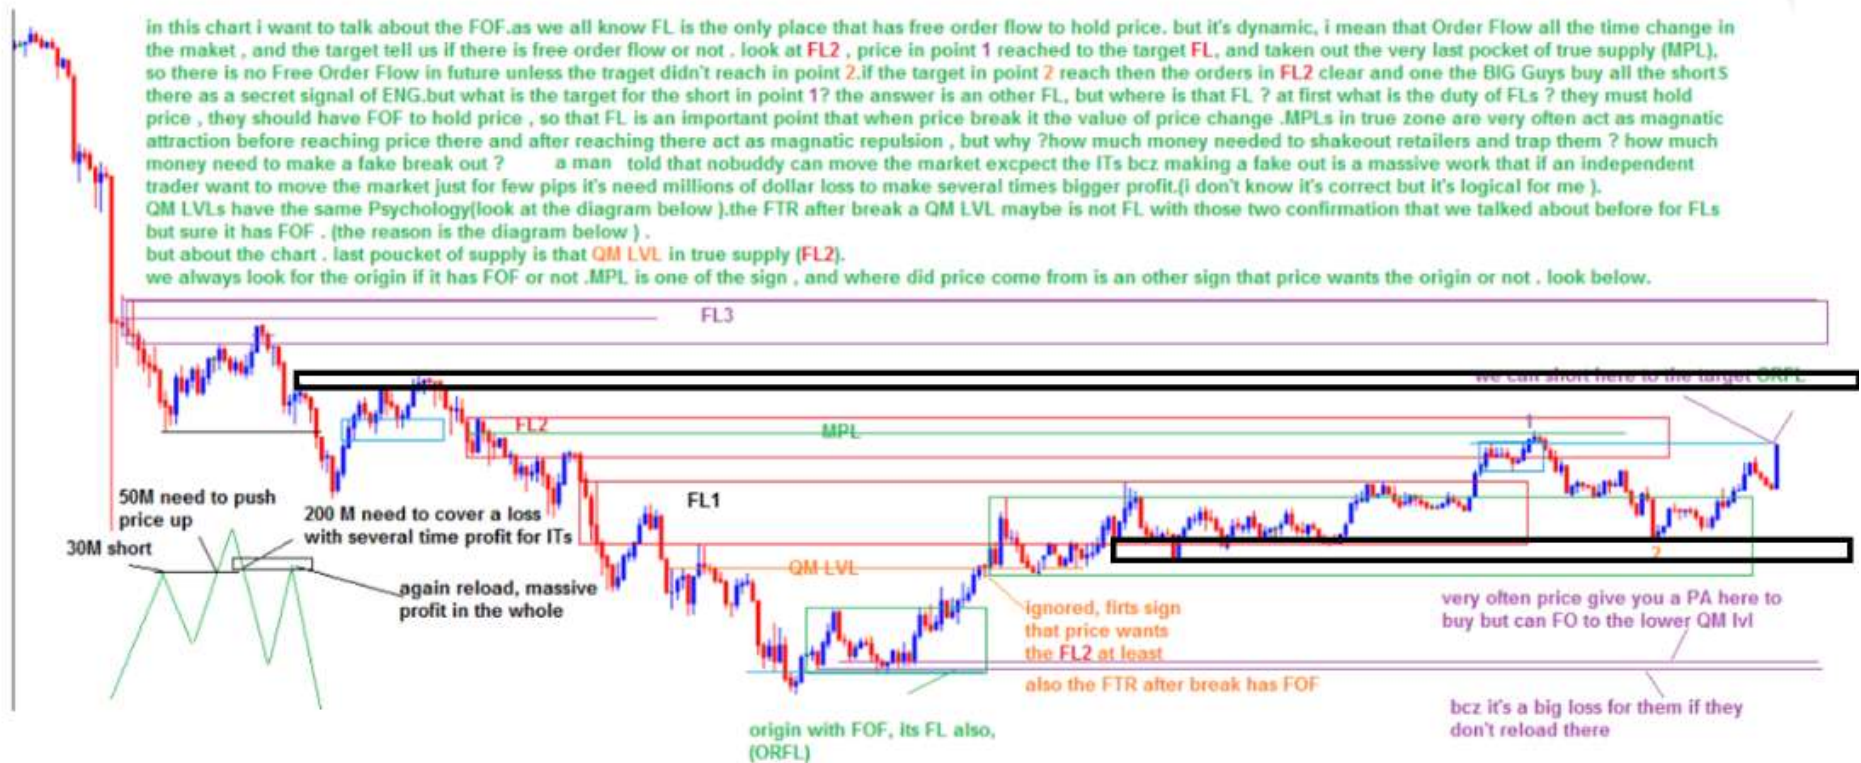 in this chart i want to talk about the FOF.as we all know FL is the only place that has free order flow to hold price. but it's dynamic, i mean that Order Flow all the time change in
the maket , and the target tell us if there is free order flow or not . look at FL2 , price in point 1 reached to the target FL, and taken out the very last pocket of true supply (MPL).
so there is no Free Order Flow in future unless the traget didn't reach in point 2.if the target in point 2 reach then the orders in FL2 clear and one the BIG Guys buy all the shorts
there as a secret signal of ENG.but what is the target for the short in point 1? the answer is an other FL, but where is that FL ? at first what is the duty of FLs ? they must hold
price , they should have FOF to hold price , so that FL is an important point that when price break it the value of price change .MPLs in true zone are very often act as magnatic
attraction before reaching price there and after reaching there act as magnatic repulsion , but why ?how much money needed to shakeout retailers and trap them ? how much
money need to make a fake break out ? a man told that nobuddy can move the market excpect the ITs bcz making a fake out is a massive work that if an independent
trader want to move the market just for few pips it's need millions of dollar loss to make several times bigger profit.(i don't know it's correct but it's logical for me ).
QM LVLs have the same Psychology(look at the diagram below ).the FTR after break a QM LVL maybe is not FL with those two confirmation that we talked about before for FLs
but sure it has FOF . (the reason is the diagram below ) .
but about the chart . last poucket of supply is that QM LVL in true supply (FL2).
we always look for the origin if it has FOF or not .MPL is one of the sign , and where did price come from is an other sign that price wants the origin or not . look below.
FL3
we can short here to the target ORFL
FL2
MPL
1
FL1
50M need to push
price up
200 M need to cover a loss
with several time profit for ITs
30M short
again reload, massive
profit in the whole
QM LVL
2
ignored, firts sign
that price wants
the FL2 at least
also the FTR after break has FOF
very often price give you a PA here to
buy but can FO to the lower QM lvl
bcz it's a big loss for them if they
don't reload there
origin with FOF, its FL also,
(ORFL)